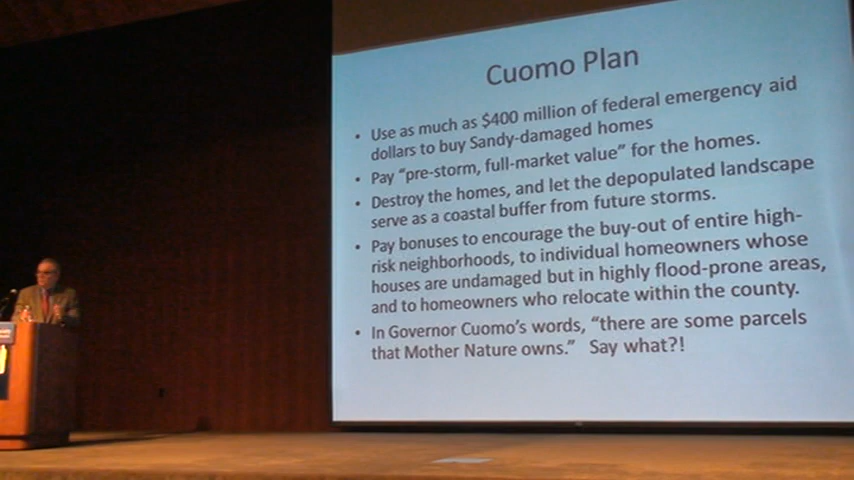 Cuomo Plan
• Use as much as $400 million of federal emergency aid
dollars to buy Sandy-damaged homes
• Pay “pre-storm, full-market value” for the homes.
• Destroy the homes, and let the depopulated landscape
serve as a coastal buffer from future storms.
• Pay bonuses to encourage the buy-out of entire high-
risk neighborhoods, to individual homeowners whose
houses are undamaged but in highly flood-prone areas,
and to homeowners who relocate within the county.
• In Governor Cuomo’s words, “there are some parcels
that Mother Nature owns.”  Say what?!